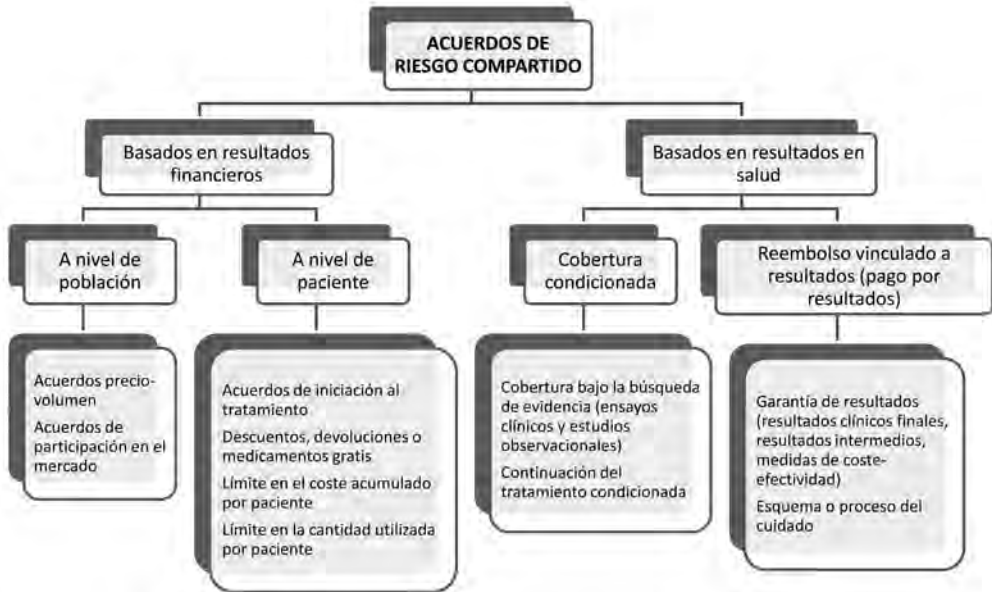 ACUERDOS DE
RIESGO COMPARTIDO
Basados en resultados
financieros
Basados en resultados en
salud
A nivel de
población
A nivel de
paciente
Cobertura
condicionada
Reembolso vinculado a
resultados (pago por
resultados)
Acuerdos precio-
volumen
Acuerdos de
participación en el
mercado
Acuerdos de iniciación al
tratamiento
Descuentos, devoluciones o
medicamentos gratis
Límite en el coste acumulado
por paciente
Límite en la cantidad utilizada
por paciente
Cobertura bajo la búsqueda
de evidencia (ensayos
clínicos y estudios
observacionales)
Continuación del
tratamiento condicionada
Garantía de resultados
(resultados clínicos finales,
resultados intermedios,
medidas de coste-
efectividad)
Esquema o proceso del
cuidado